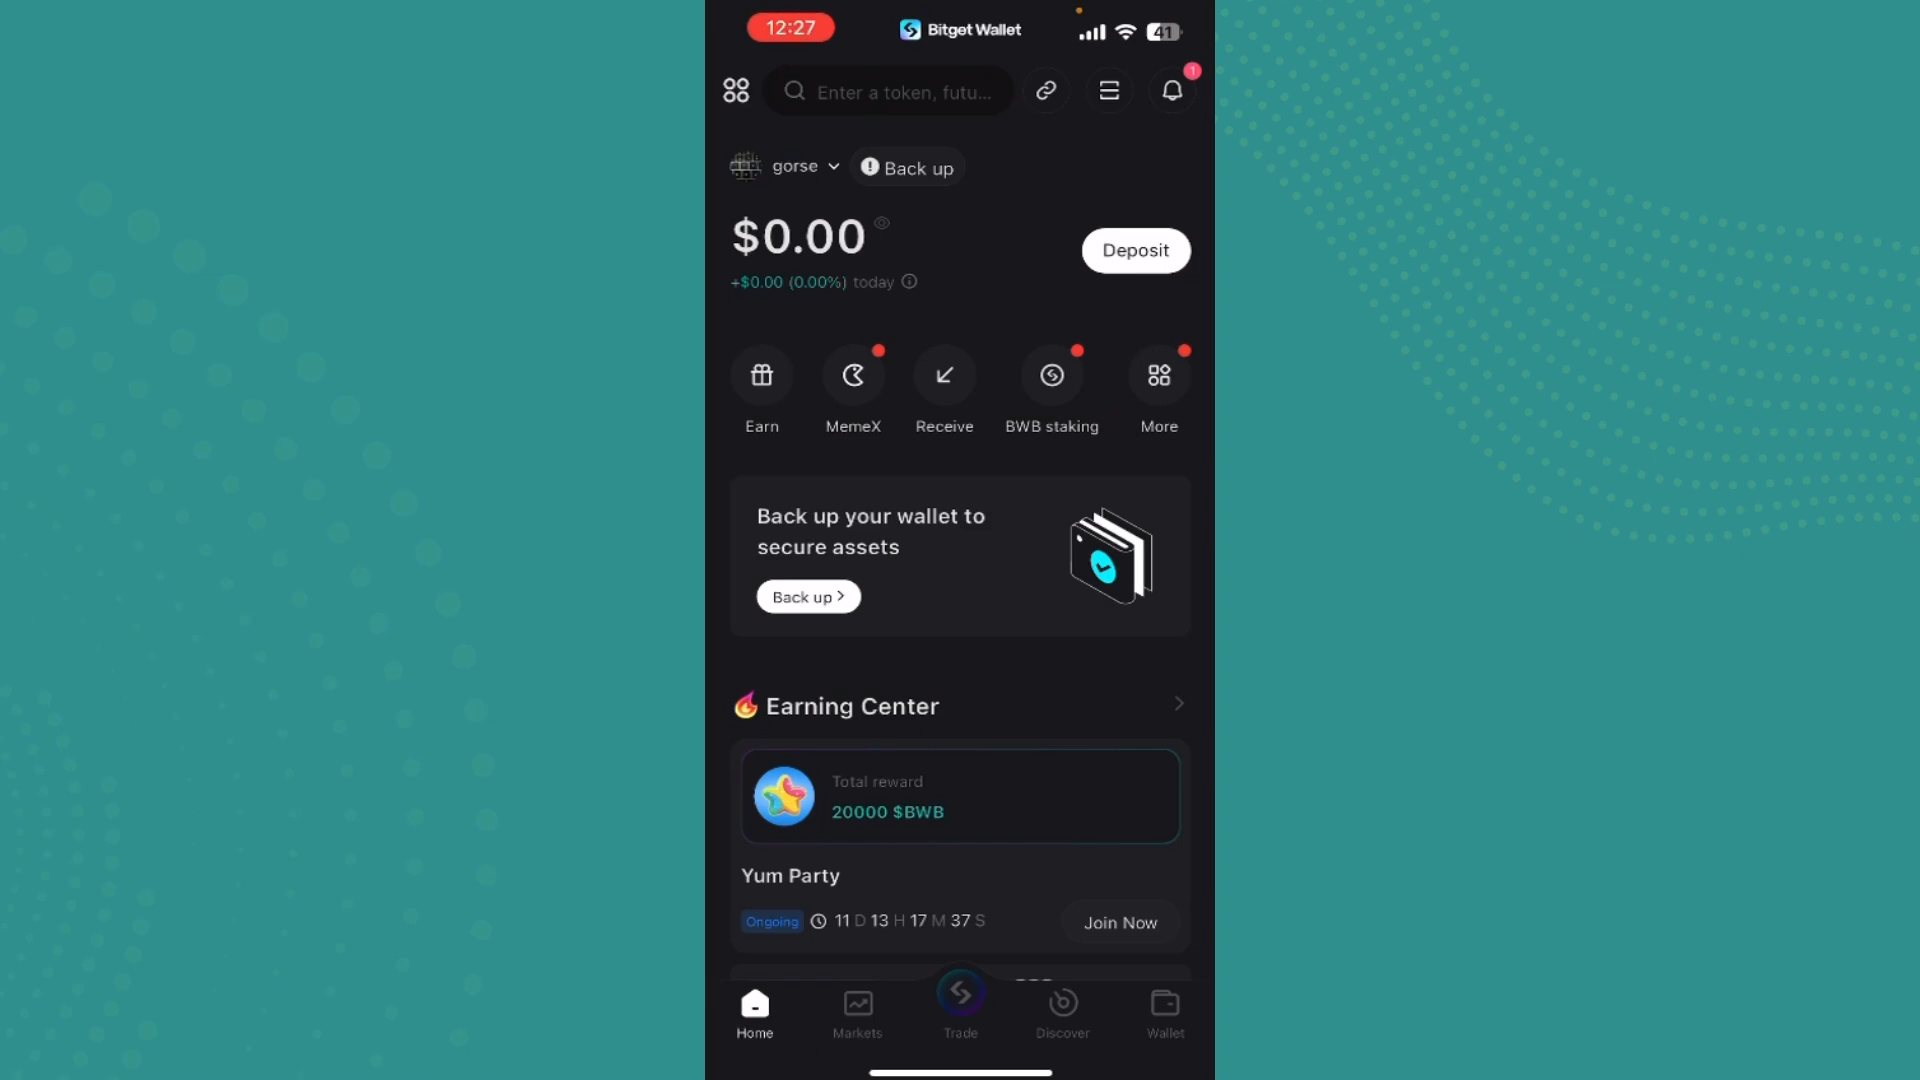 12:27
Bitget Wallet
41
Enter a token, futu...
1
gorse
Back up
$0.00
Deposit
+$0.00 (0.00%) today
Earn
MemeX
Receive
BWB staking
More
Back up your wallet to
secure assets
Back up >
Earning Center
Total reward
20000 $BWB
Yum Party
Ongoing 11 D 13 H 17 M 37 S
Join Now
Home
Markets
Trade
Discover
Wallet